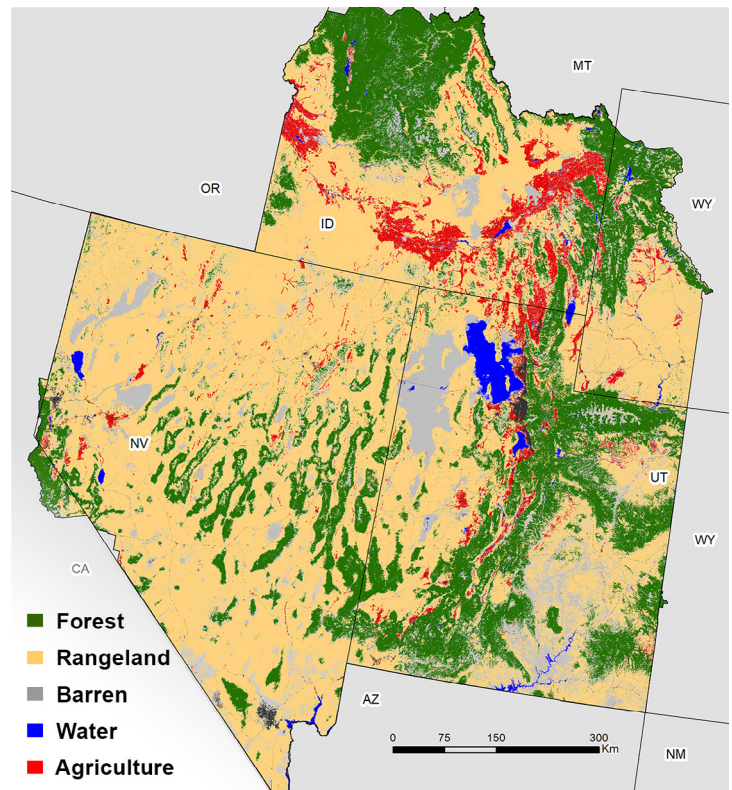 MT
OR
WY
ID
NV
UT
WY
CA
Forest
Rangeland
Barren
Water
Agriculture
AZ
0 75 150 300
Km
NM